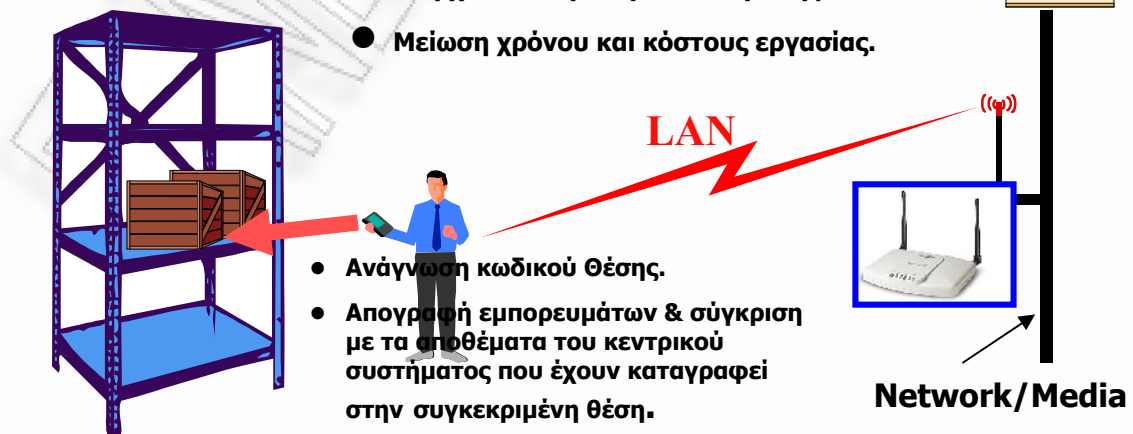 Μείωση χρόνου και κόστους εργασίας.
LAN
● Ανάγνωση κωδικού Θέσης.
● Απογραφή εμπορευμάτων & σύγκριση
με τα αποθέματα του κεντρικού
συστήματος που έχουν καταγραφεί
στην συγκεκριμένη θέση.
Network/Media